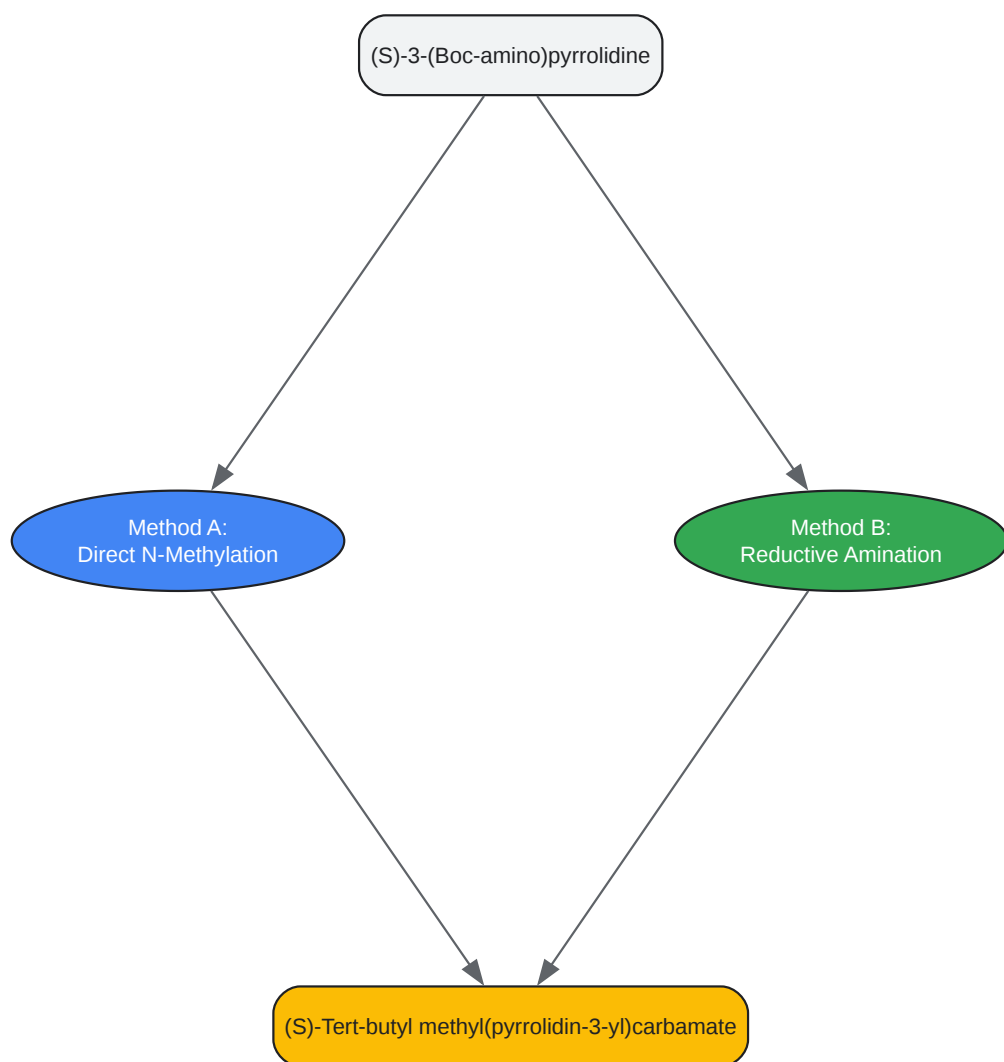 (S)-3-(Boc-amino)pyrrolidine
Method A:
Direct N-Methylation
Method B:
Reductive Amination
(S)-Tert-butyl methyl(pyrrolidin-3-yl)carbamate